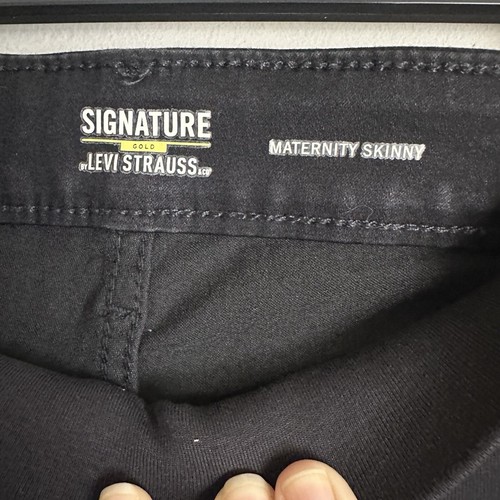 SIGNATURE
GOLD
BY LEVI STRAUSS &CO
MATERNITY SKINNY